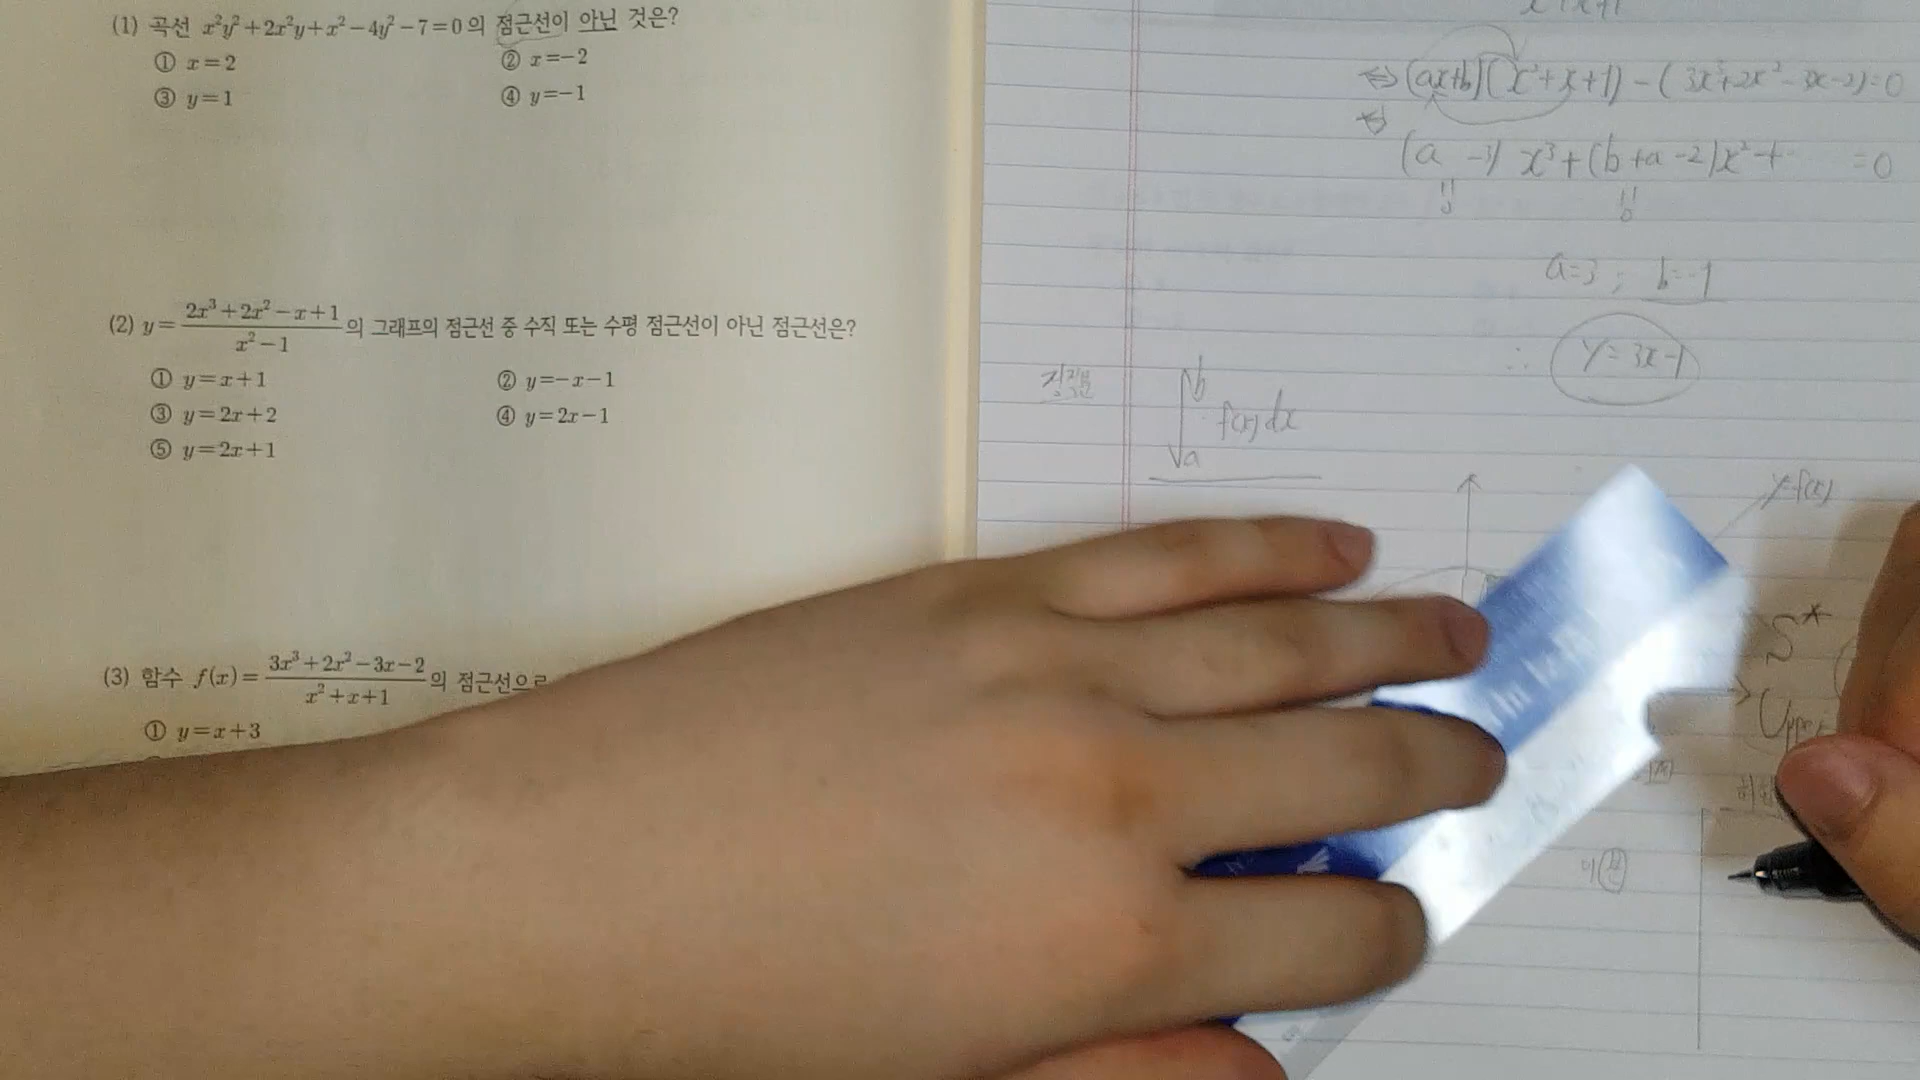 (1) 곡선 x²y²+2x²y+x²-4y²-7=0의 점근선이 아닌 것은?
① x=2
② x=-2
③ y=1
④ y=-1
(2) y=(2x³+2x²-x+1)/(x²-1)의 그래프의 점근선 중 수직 또는 수평 점근선이 아닌 점근선은?
① y=x+1
② y=-x-1
③ y=2x+2
④ y=2x-1
⑤ y=2x+1
(3) 함수 f(x)=(3x³+2x²-3x-2)/(x²+x+1)의 점근선으로
① y=x+3
⇔ (ax+b)(x²+x+1)-(3x³+2x²-3x-2)=0
⇔
(a-3)x³+(b+a-2)x²+… =0
a=3; b=-1
∴ y=3x-1
∫ₐᵇ f(x)dx
y=f(x)
S*
Uppe